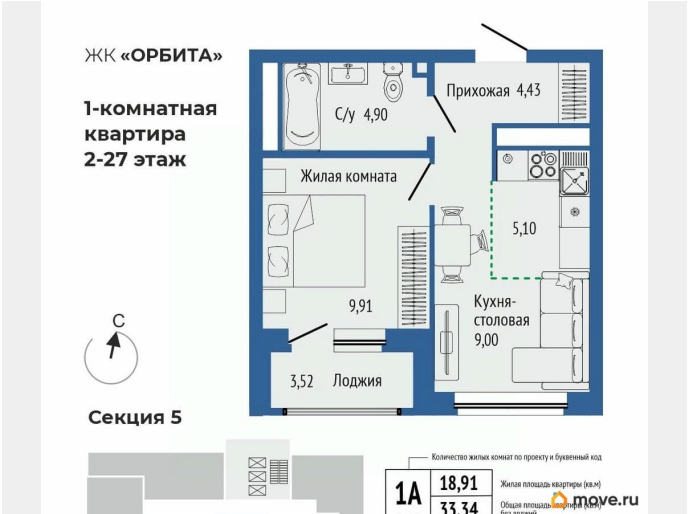 ЖК «ОРБИТА»
1-комнатная
квартира
2-27 этаж
С/у 4,90
Прихожая 4,43
Жилая комната
5,10
9,91
Кухня-
столовая
9,00
3,52 Лоджия
С
Секция 5
Количество жилых комнат по проекту и буквенный код
1А
18,91
Жилая площадь квартиры (кв.м)
33,34
Общая площадь квартиры (кв.м)
без лоджий
move.ru